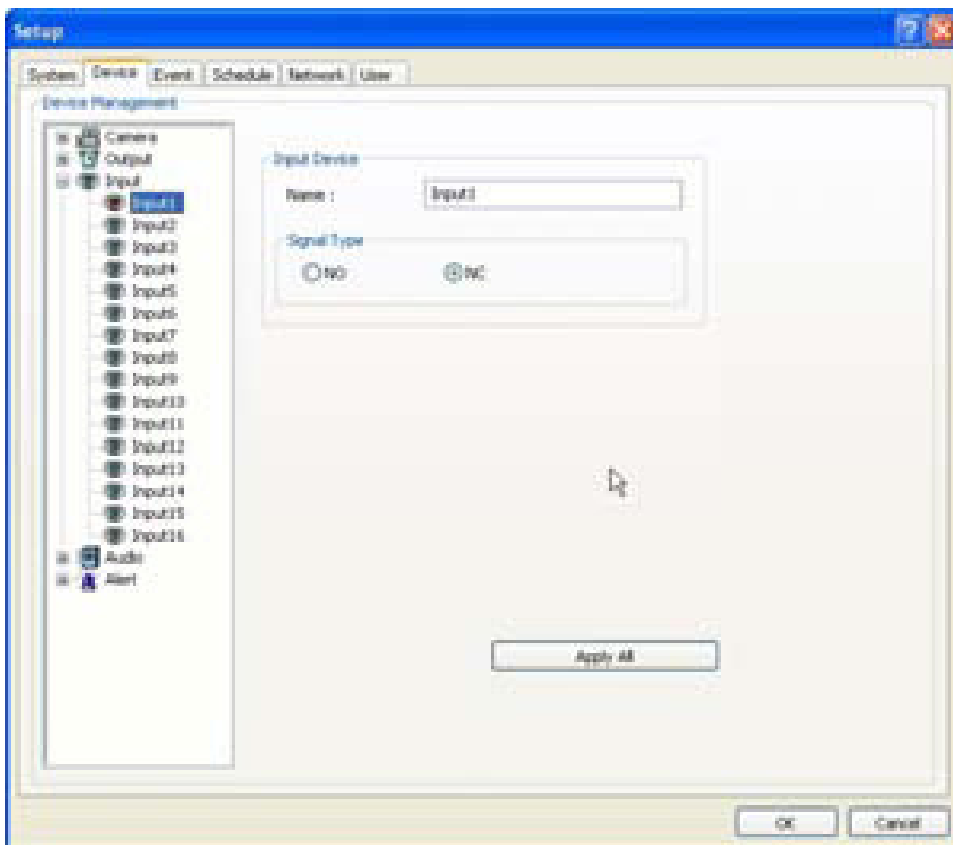 Setup
System Device Event Schedule Network User
Device Management
Camera
Output
Input
Input1
Input2
Input3
Input4
Input5
Input6
Input7
Input8
Input9
Input10
Input11
Input12
Input13
Input14
Input15
Input16
Audio
Alert
Input Device
Name : Input1
Signal Type
NO NC
Apply All
OK Cancel